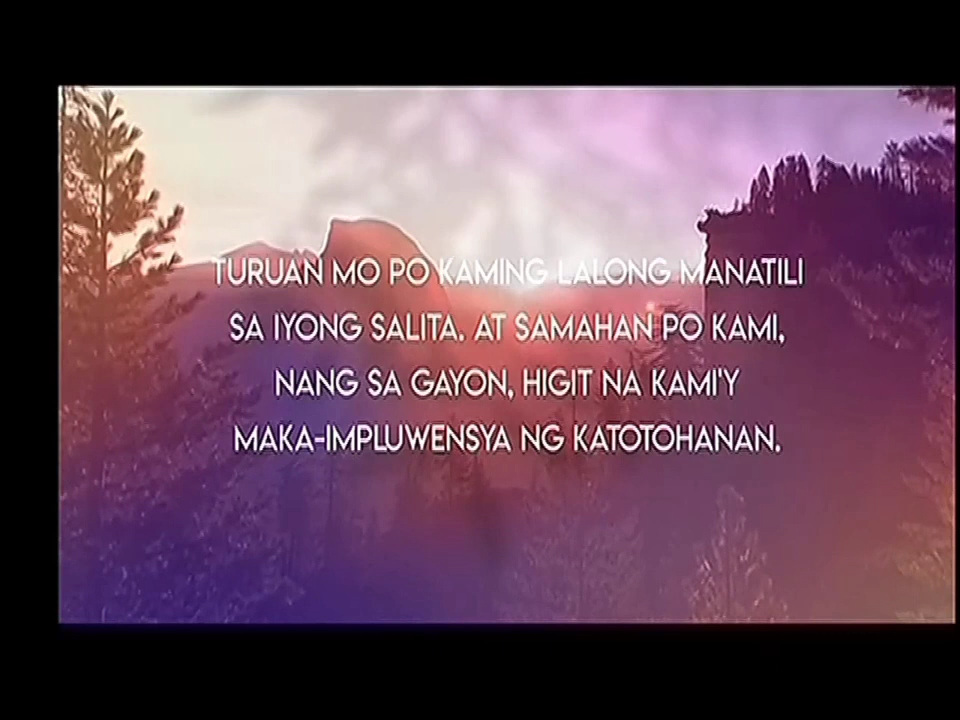 TURUAN MO PO KAMING LALONG MANATILI
SA IYONG SALITA. AT SAMAHAN PO KAMI,
NANG SA GAYON, HIGIT NA KAMI'Y
MAKA-IMPLUWENSYA NG KATOTOHANAN.